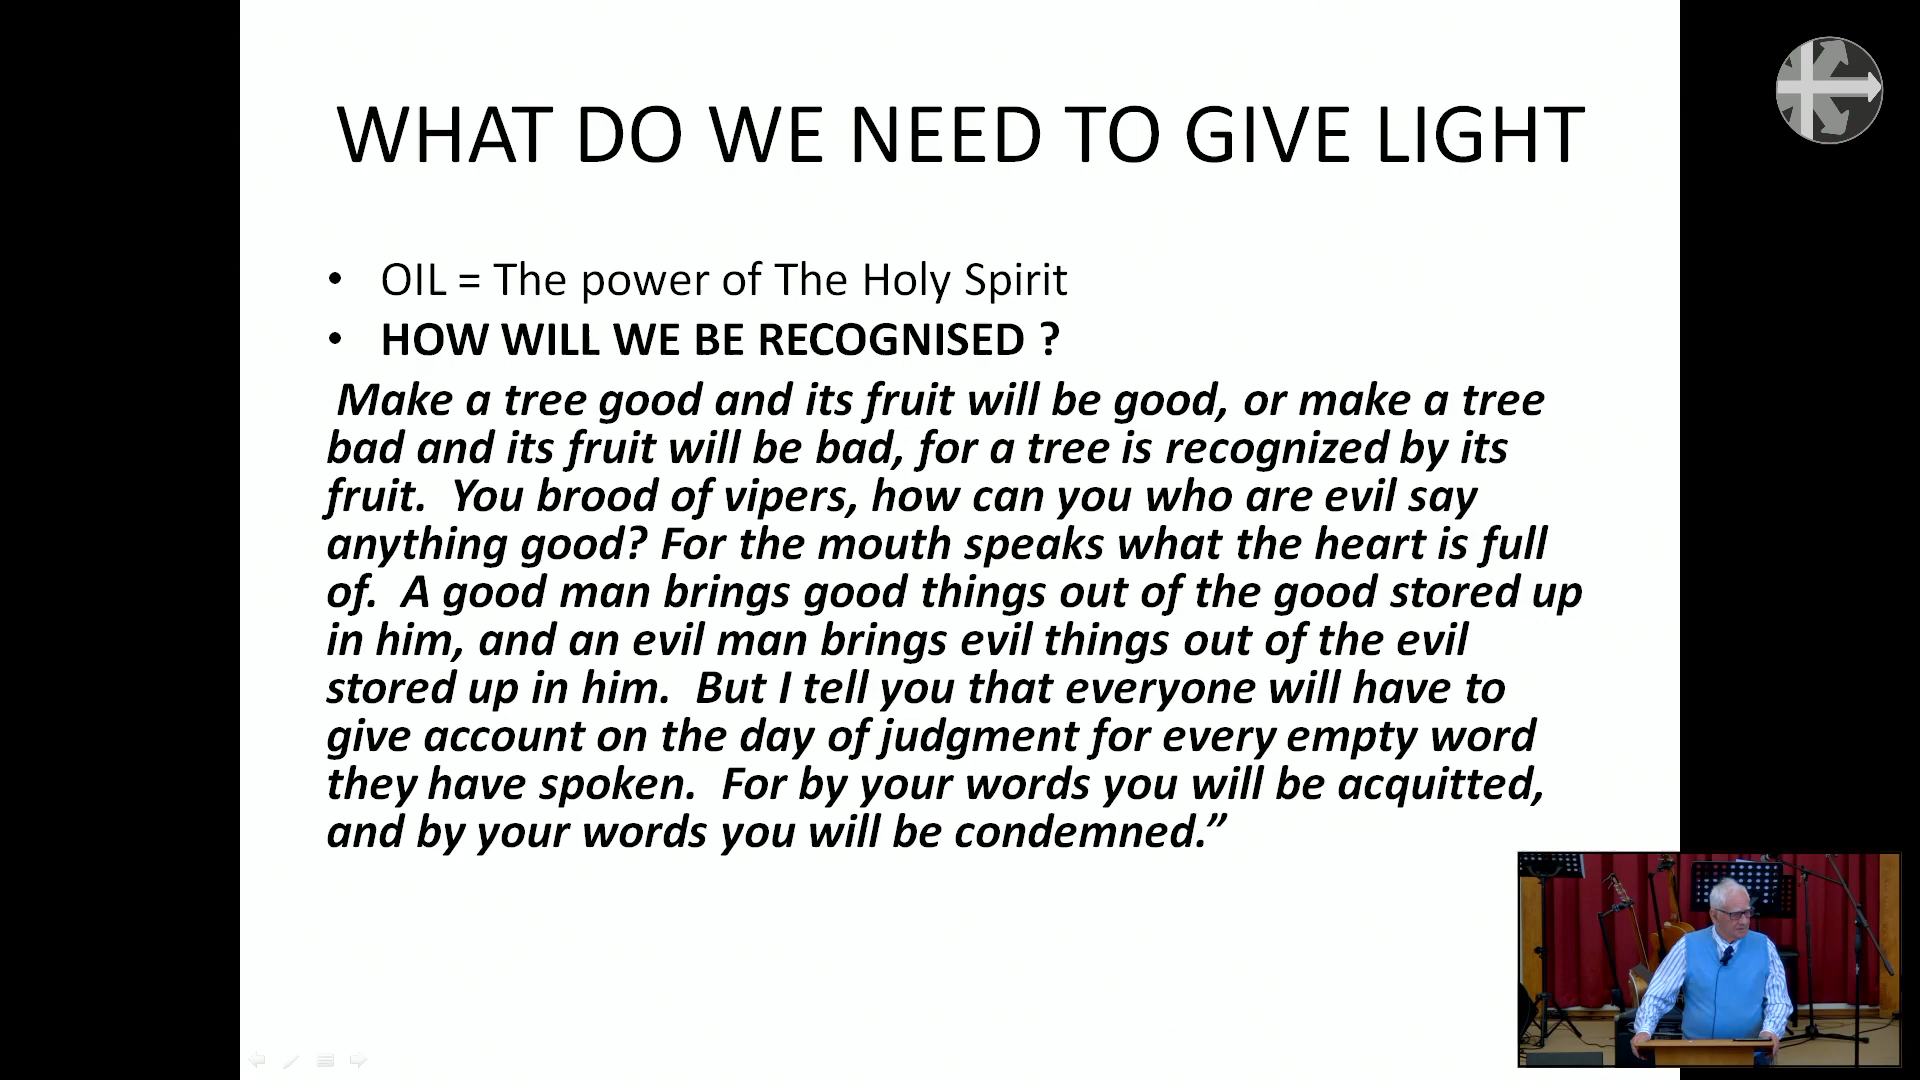 WHAT DO WE NEED TO GIVE LIGHT
• OIL = The power of The Holy Spirit
• HOW WILL WE BE RECOGNISED ?
Make a tree good and its fruit will be good, or make a tree
bad and its fruit will be bad, for a tree is recognized by its
fruit.  You brood of vipers, how can you who are evil say
anything good? For the mouth speaks what the heart is full
of.  A good man brings good things out of the good stored up
in him, and an evil man brings evil things out of the evil
stored up in him.  But I tell you that everyone will have to
give account on the day of judgment for every empty word
they have spoken.  For by your words you will be acquitted,
and by your words you will be condemned.”